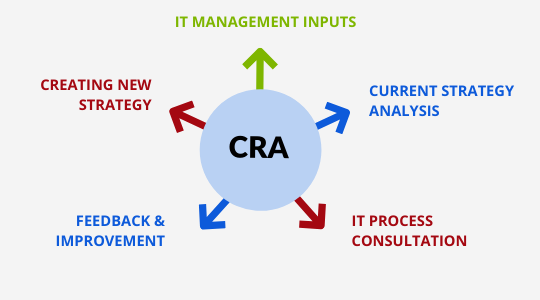 IT MANAGEMENT INPUTS
CREATING NEW
STRATEGY
CURRENT STRATEGY
ANALYSIS
CRA
FEEDBACK &
IMPROVEMENT
IT PROCESS
CONSULTATION